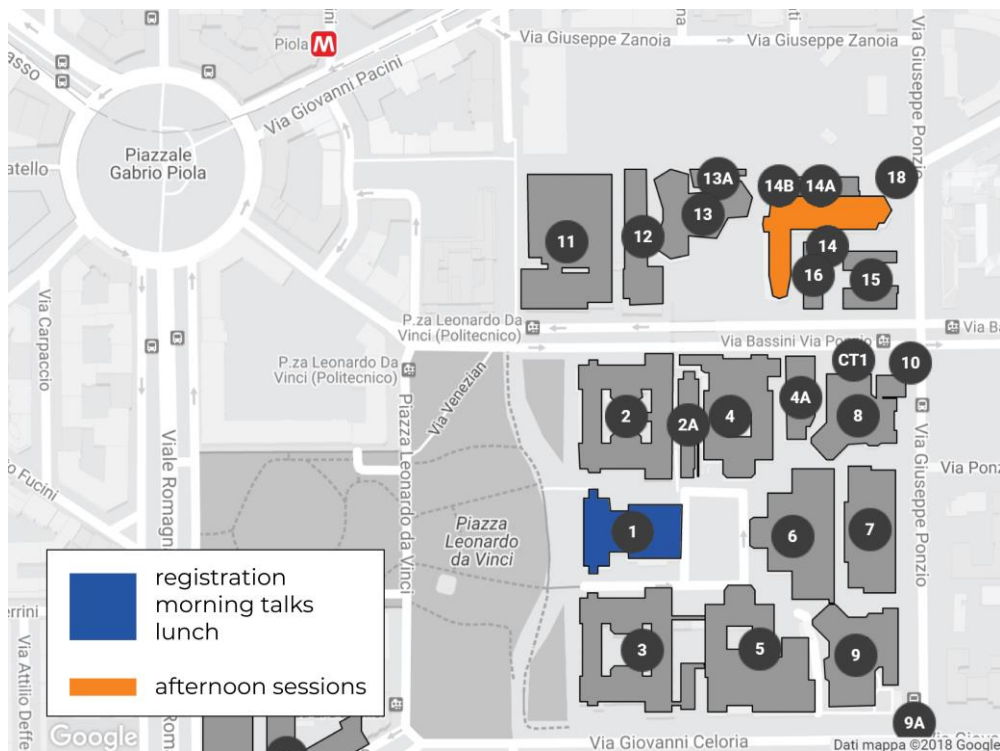 Via Giuseppe Zanoia
Via Giuseppe Zanoia
Piola M
Via Giovanni Pacini
Via Giuseppe Ponzio
Piazzale
Gabrio Piola
13A
14B
14A
18
13
11
12
14
16
15
Via Carpaccio
P.za Leonardo Da
Vinci (Politecnico)
Via Bassini Via Ponzio
Via Ba
P.za Leonardo Da
Vinci (Politecnico)
Via Venezian
CT1
10
4A
2
2A
4
8
Piazza Leonardo da Vinci
Viale Romagn
Fucini
Via Giuseppe Ponzio
Via Ponz
Piazza
Leonardo
da Vinci
1
6
7
registration
morning talks
lunch
afternoon sessions
3
5
9
9A
Via Attilio Deffe
Via Giovanni Celoria
Google
Dati mappa ©2018 Google